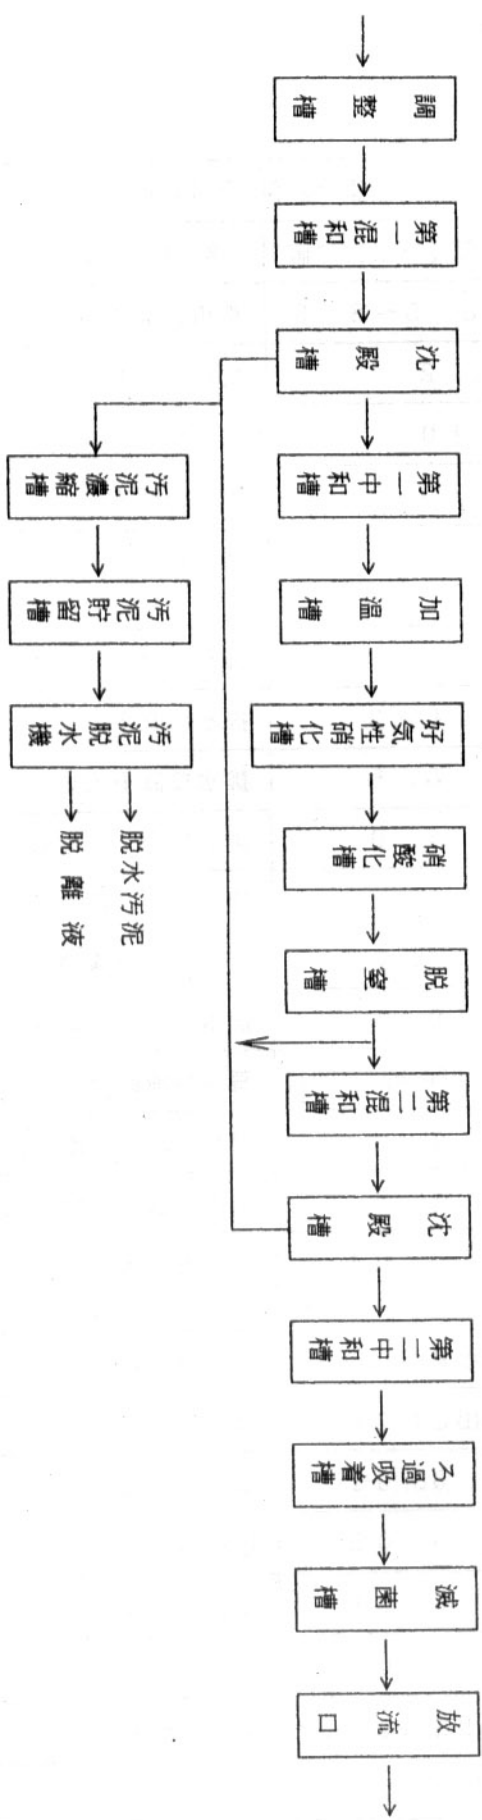 調整槽
第一混和槽
沈殿槽
第一中和槽
加温槽
好気性硝化槽
硝酸化槽
脱窒槽
第二混和槽
沈殿槽
第二中和槽
ろ過吸着槽
滅菌槽
放流口
汚泥濃縮槽
汚泥貯留槽
汚泥脱水機
脱水汚泥
脱離液